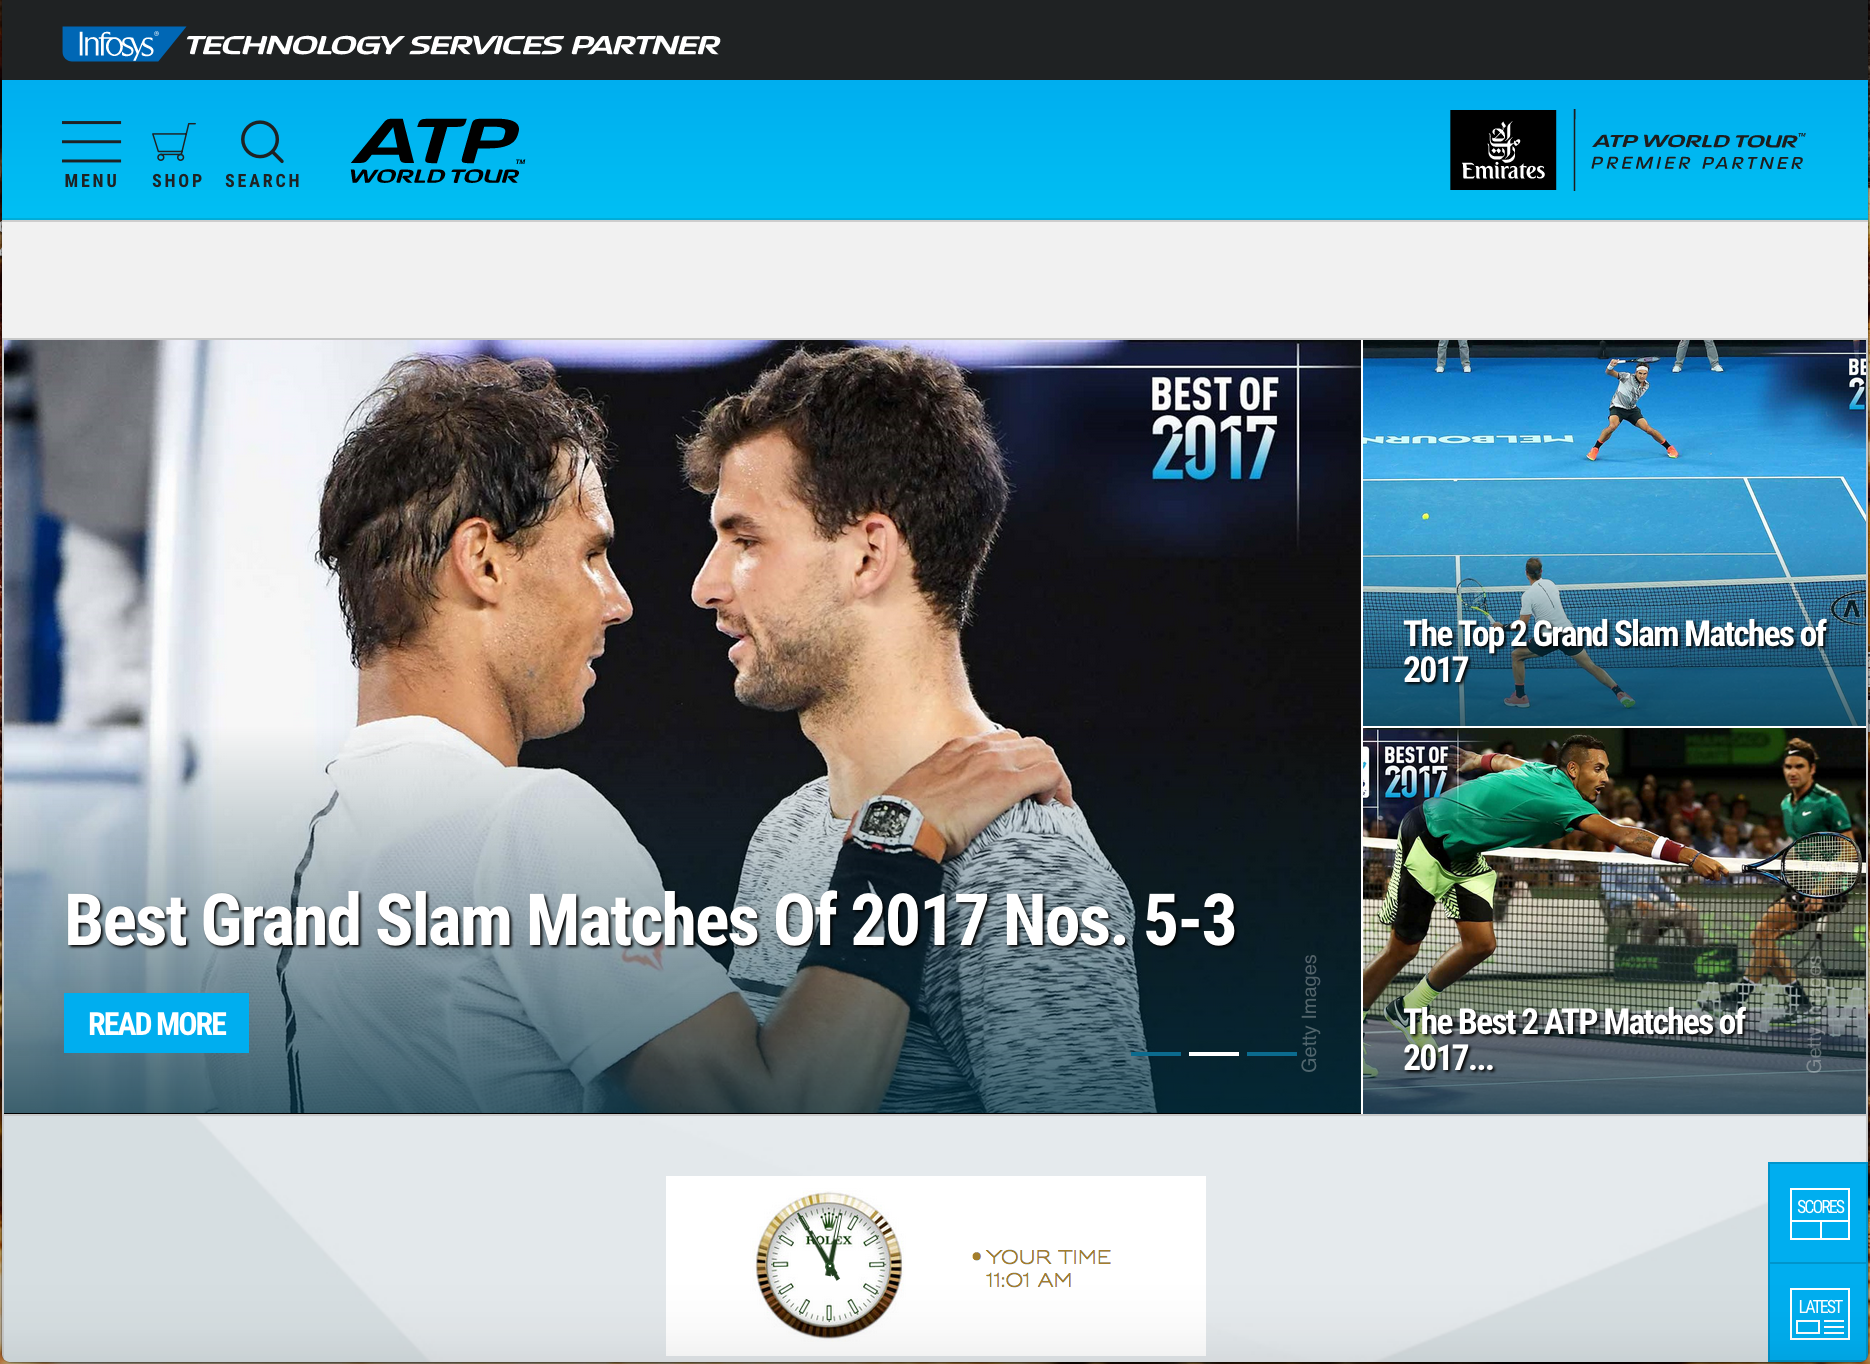 Infosys® TECHNOLOGY SERVICES PARTNER
MENU
SHOP
SEARCH
ATP™
WORLD TOUR
Emirates
ATP WORLD TOUR™
PREMIER PARTNER
BEST OF
2017
Best Grand Slam Matches Of 2017 Nos. 5-3
READ MORE
Getty Images
BE
2
MELBOURN
The Top 2 Grand Slam Matches of
2017
BEST OF
2017
The Best 2 ATP Matches of
2017...
Getty Images
ROLEX
• YOUR TIME
11:01 AM
SCORES
LATEST